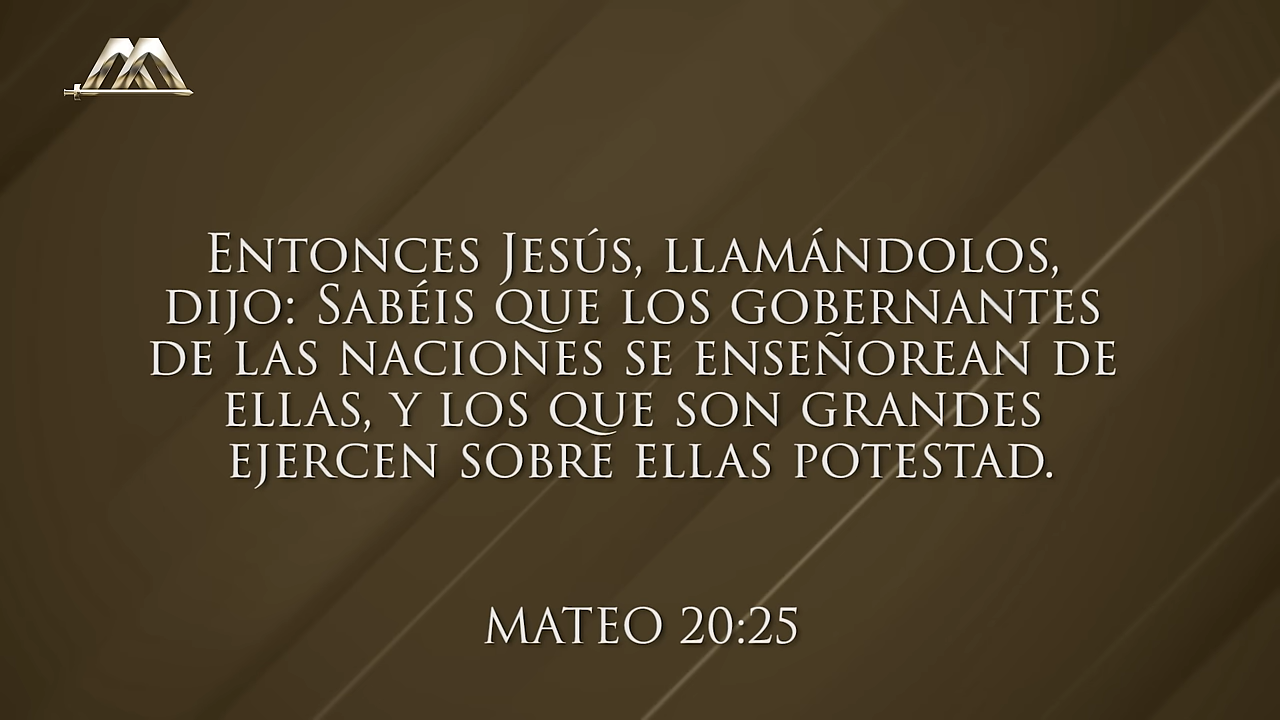 Entonces Jesús, llamándolos,
dijo: Sabéis que los gobernantes
de las naciones se enseñorean de
ellas, y los que son grandes
ejercen sobre ellas potestad.
MATEO 20:25